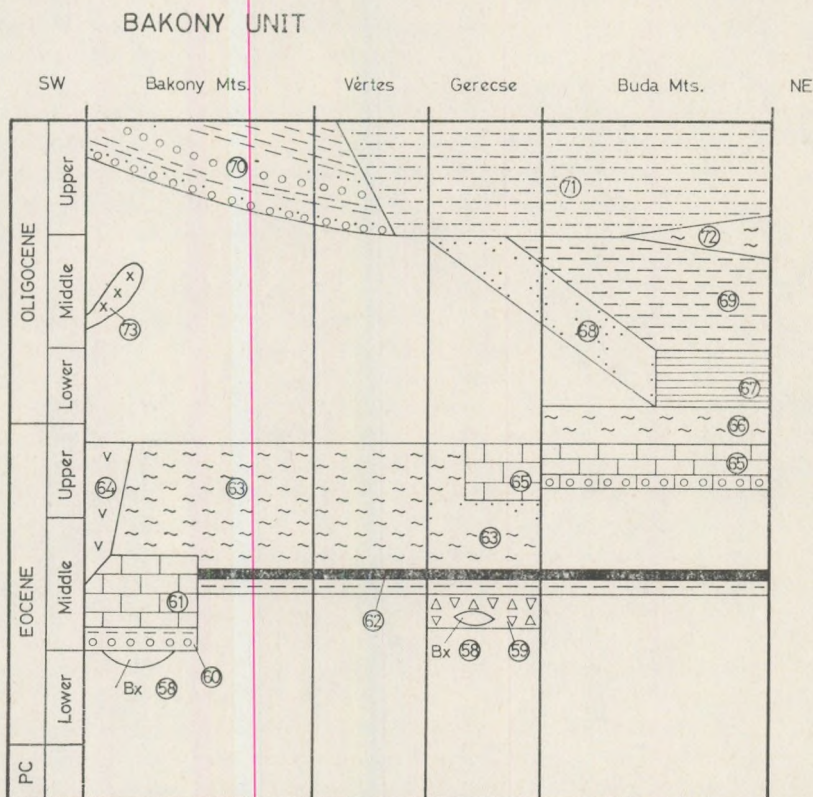 BAKONY UNIT
SW Bakony Mts. Vértes Gerecse Buda Mts. NE
OLIGOCENE
Upper
Middle
Lower
EOCENE
Upper
Middle
Lower
PC
70
71
72
73
69
68
67
66
65
64
63
65
63
61
62
60
Bx 58
Bx 58
59
v
v
v
x
x
x